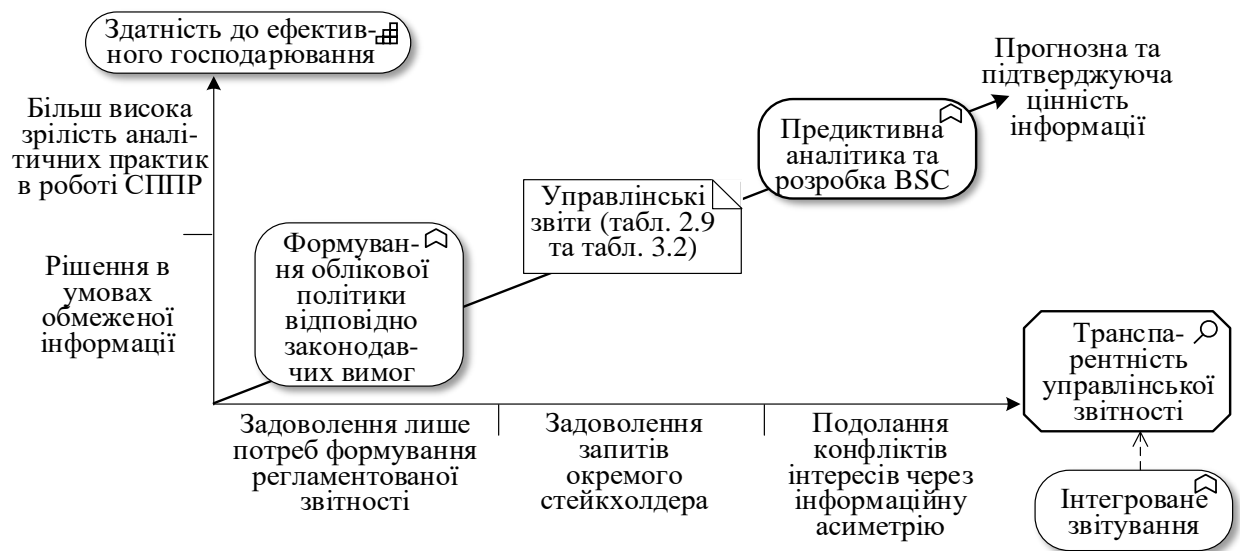 Здатність до ефектив-
ного господарювання
Більш висока
зрілість аналі-
тичних практик
в роботі СППР
Рішення в
умовах
обмеженої
інформації
Формуван-
ня облікової
політики
відповідно
законодав-
чих вимог
Управлінські
звіти (табл. 2.9
та табл. 3.2)
Предиктивна
аналітика та
розробка BSC
Прогнозна та
підтверджуюча
цінність
інформації
Задоволення лише
потреб формування
регламентованої
звітності
Задоволення
запитів
окремого
стейкхолдера
Подолання
конфліктів
інтересів через
інформаційну
асиметрію
Транспа-
рентність
управлінської
звітності
Інтегроване
звітування